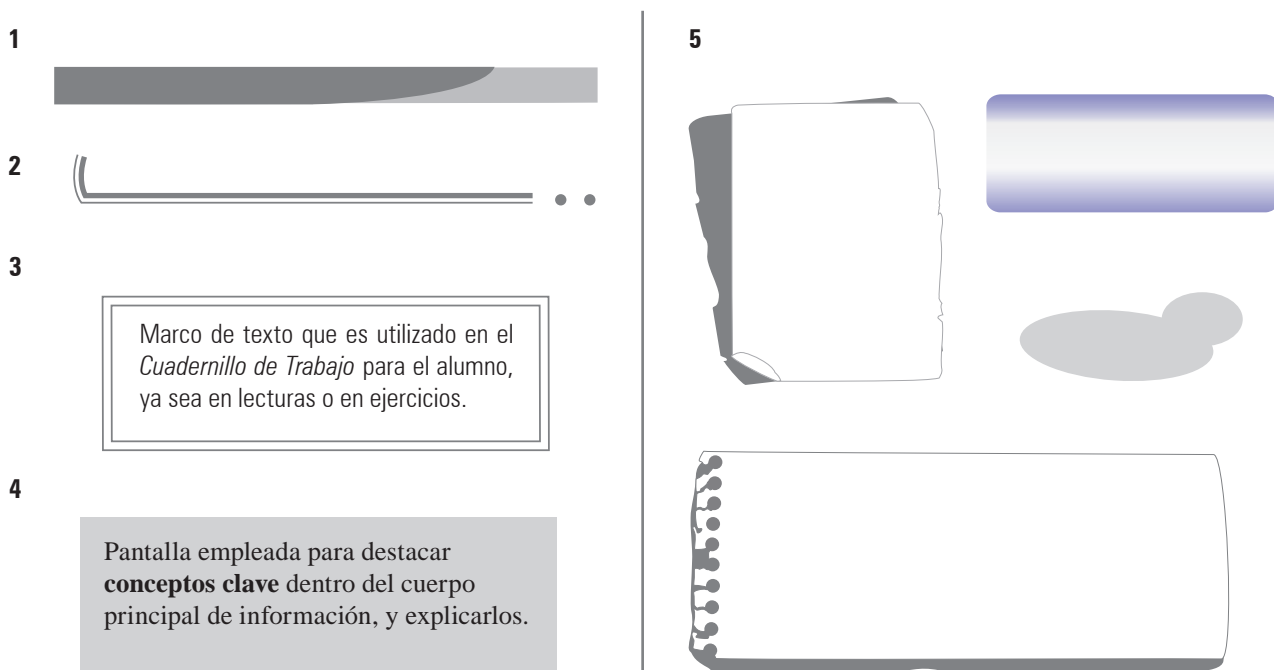 1
2
3
Marco de texto que es utilizado en el
Cuadernillo de Trabajo para el alumno,
ya sea en lecturas o en ejercicios.
4
Pantalla empleada para destacar
conceptos clave dentro del cuerpo
principal de información, y explicarlos.
5